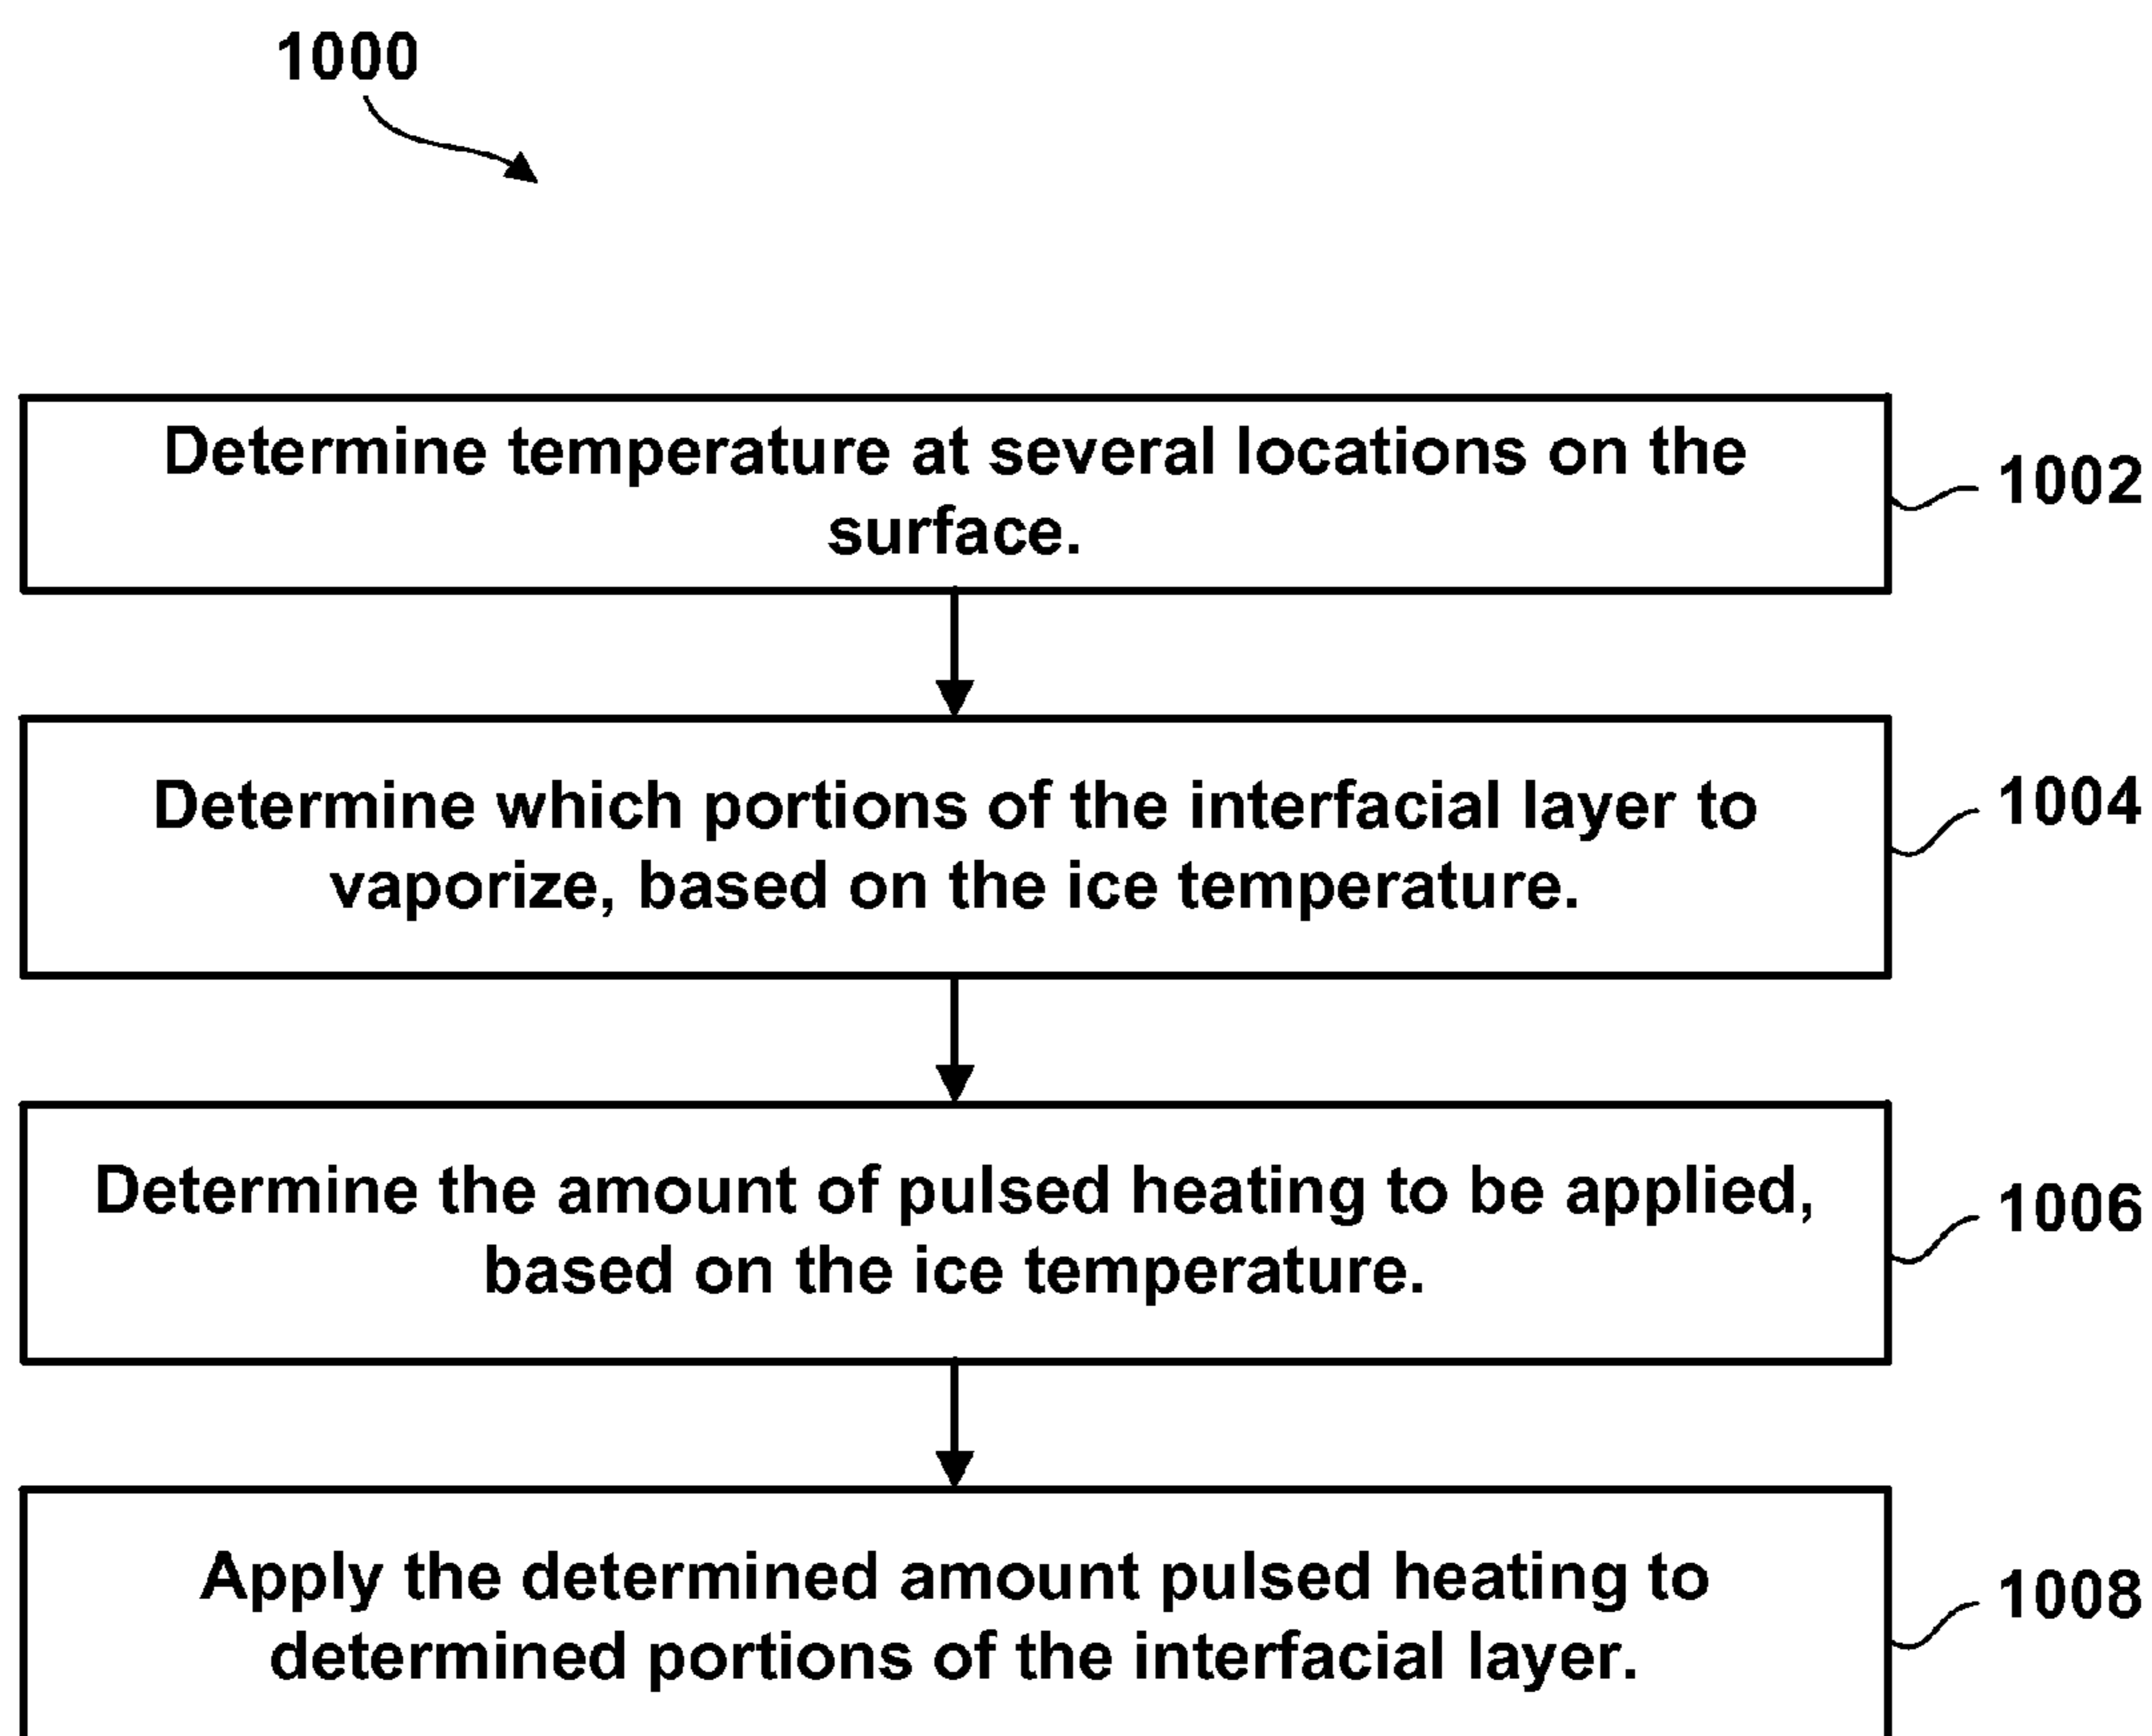 1000
Determine temperature at several locations on the
surface.
1002
Determine which portions of the interfacial layer to
vaporize, based on the ice temperature.
1004
Determine the amount of pulsed heating to be applied,
based on the ice temperature.
1006
Apply the determined amount pulsed heating to
determined portions of the interfacial layer.
1008